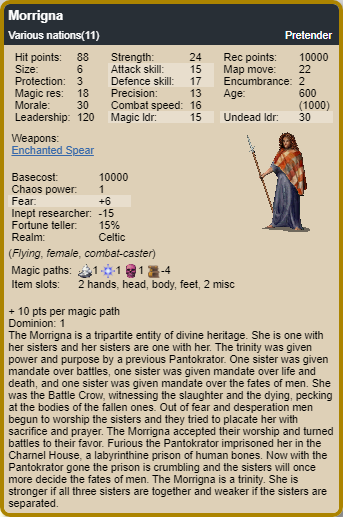 Morrigna
Various nations(11) Pretender
Hit points: 88 Strength: 24 Rec points: 10000
Size: 6 Attack skill: 15 Map move: 22
Protection: 3 Defence skill: 17 Encumbrance: 2
Magic res: 18 Precision: 13 Age: 600
Morale: 30 Combat speed: 16 (1000)
Leadership: 120 Magic ldr: 15 Undead ldr: 30
Weapons:
Enchanted Spear
Basecost: 10000
Chaos power: 1
Fear: +6
Inept researcher: -15
Fortune teller: 15%
Realm: Celtic
(Flying, female, combat-caster)
Magic paths: 1 1 1 -4
Item slots: 2 hands, head, body, feet, 2 misc
+ 10 pts per magic path
Dominion: 1
The Morrigna is a tripartite entity of divine heritage. She is one with
her sisters and her sisters are one with her. The trinity was given
power and purpose by a previous Pantokrator. One sister was given
mandate over battles, one sister was given mandate over life and
death, and one sister was given mandate over the fates of men. She
was the Battle Crow, witnessing the slaughter and the dying, pecking
at the bodies of the fallen ones. Out of fear and desperation men
begun to worship the sisters and they tried to placate her with
sacrifice and prayer. The Morrigna accepted their worship and turned
battles to their favor. Furious the Pantokrator imprisoned her in the
Charnel House, a labyrinthine prison of human bones. Now with the
Pantokrator gone the prison is crumbling and the sisters will once
more decide the fates of men. The Morrigna is a trinity. She is
stronger if all three sisters are together and weaker if the sisters are
separated.